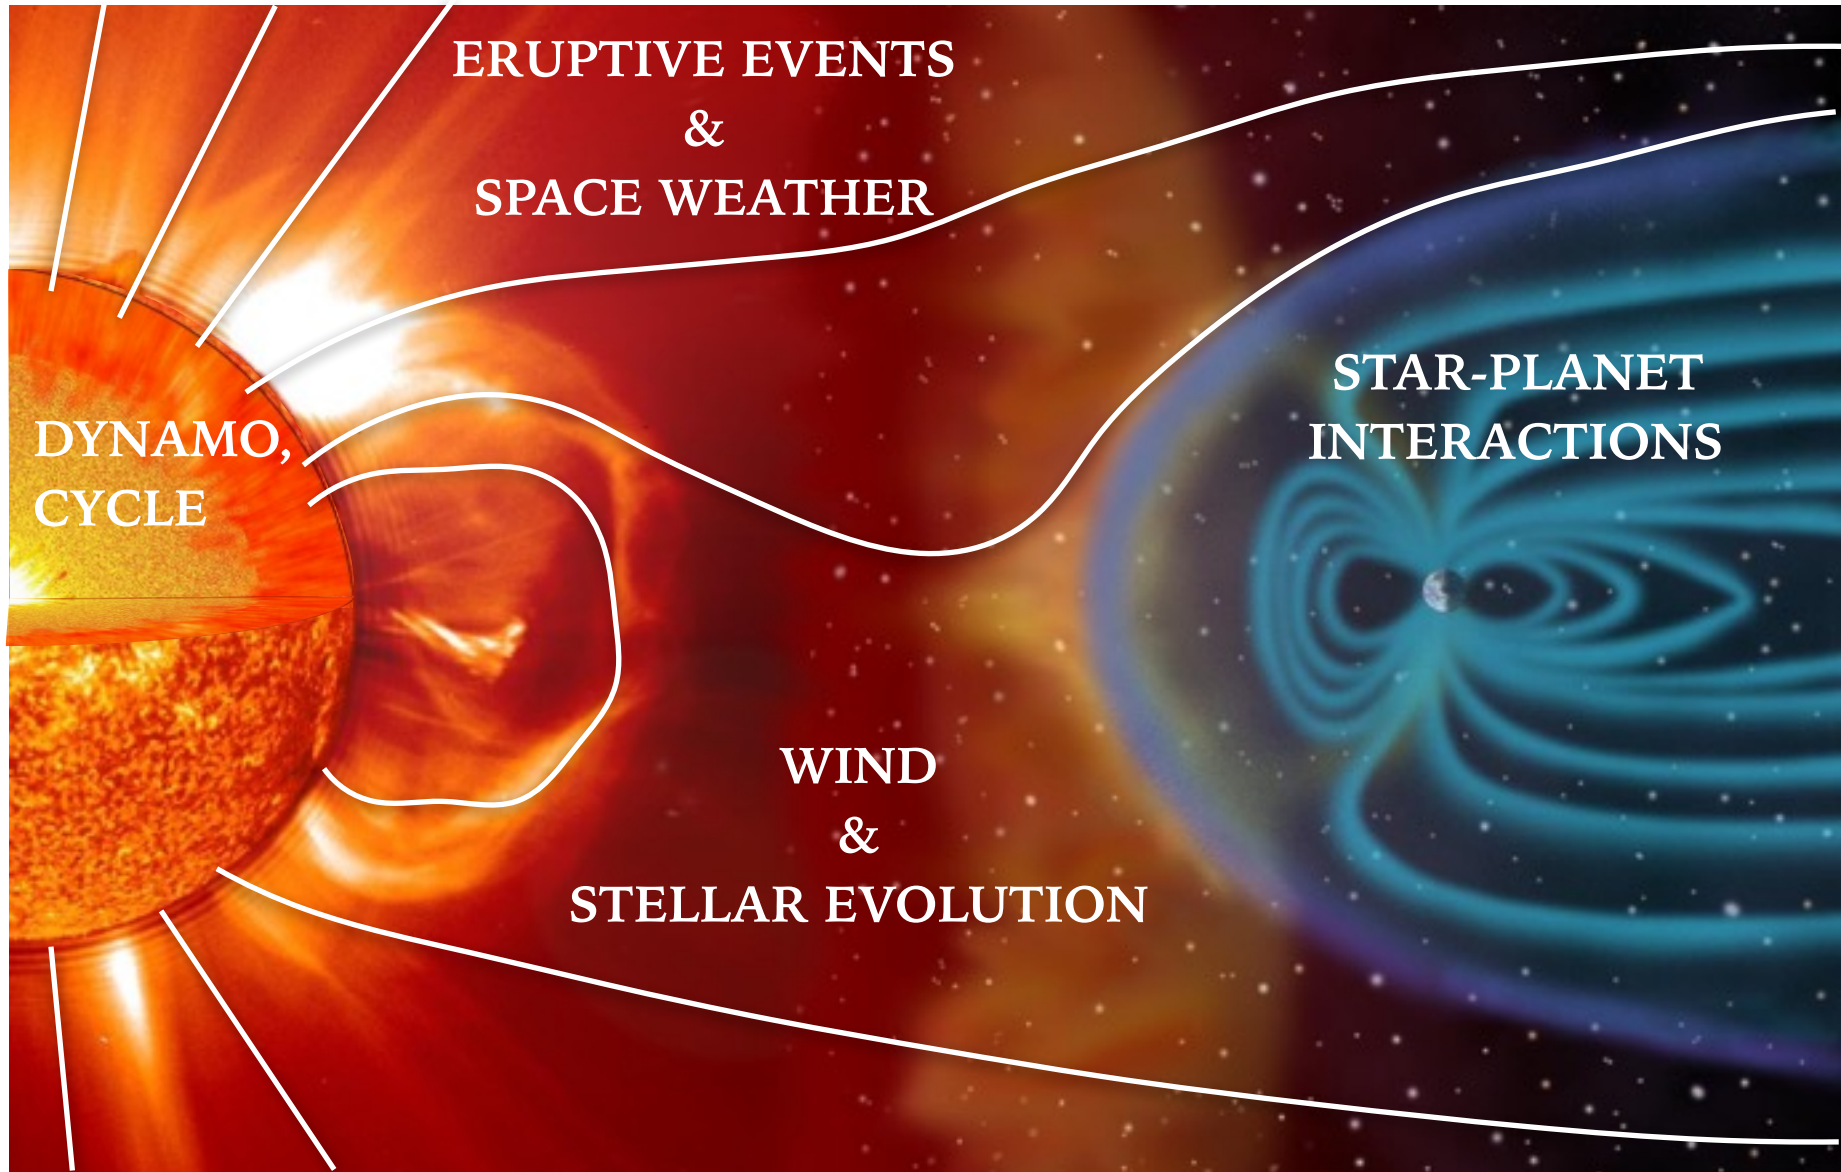 ERUPTIVE EVENTS
&
SPACE WEATHER
STAR-PLANET
INTERACTIONS
DYNAMO,
CYCLE
WIND
&
STELLAR EVOLUTION